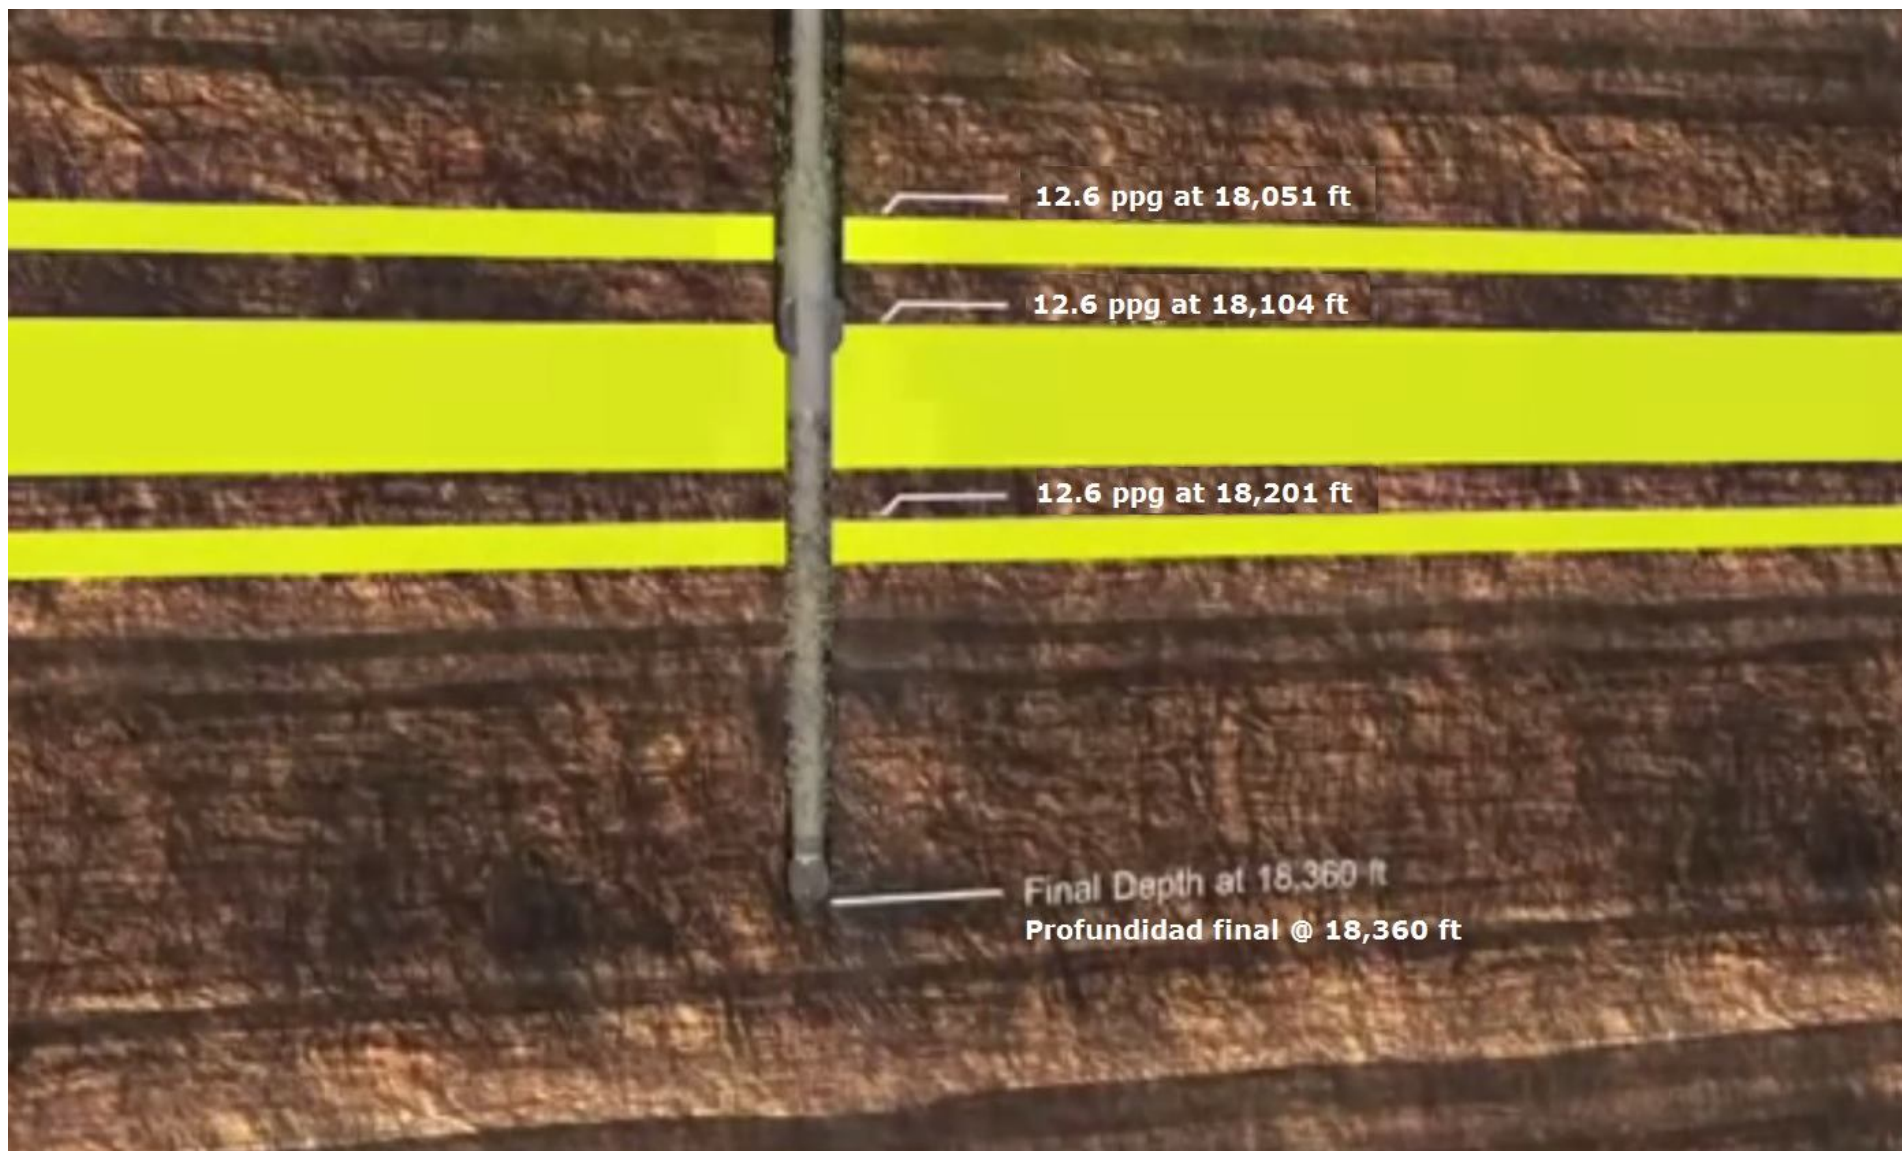 12.6 ppg at 18,051 ft
12.6 ppg at 18,104 ft
12.6 ppg at 18,201 ft
Final Depth at 18,360 ft
Profundidad final @ 18,360 ft